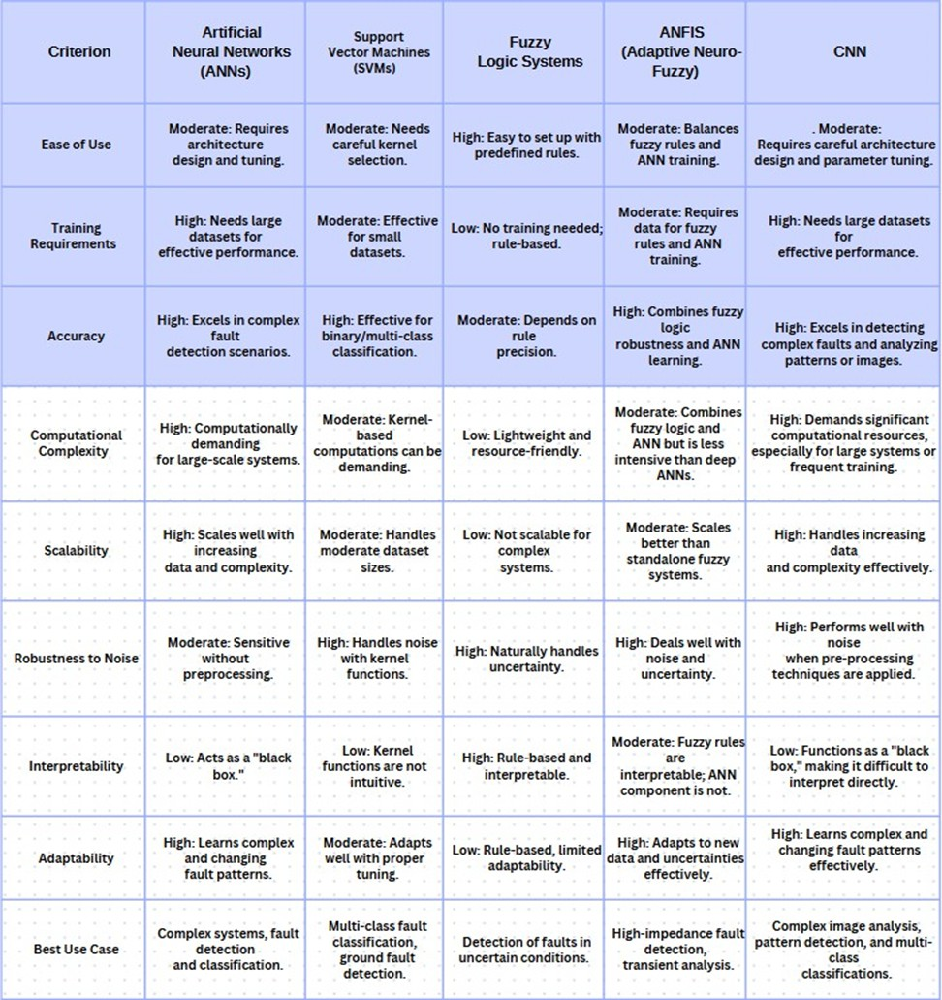 Criterion
Artificial
Neural Networks
(ANNs)
Support
Vector Machines
(SVMs)
Fuzzy
Logic Systems
ANFIS
(Adaptive Neuro-
Fuzzy)
CNN
Ease of Use
Moderate: Requires
architecture
design and tuning.
Moderate: Needs
careful kernel
selection.
High: Easy to set up with
predefined rules.
Moderate: Balances
fuzzy rules and
ANN training.
. Moderate:
Requires careful architecture
design and parameter tuning.
Training
Requirements
High: Needs large
datasets for
effective performance.
Moderate: Effective
for small
datasets.
Low: No training needed;
rule-based.
Moderate: Requires
data for fuzzy
rules and ANN
training.
High: Needs large datasets
for
effective performance.
Accuracy
High: Excels in complex
fault
detection scenarios.
High: Effective for
binary/multi-class
classification.
Moderate: Depends on
rule
precision.
High: Combines fuzzy
logic
robustness and ANN
learning.
High: Excels in detecting
complex faults and analyzing
patterns or images.
Computational
Complexity
High: Computationally
demanding
for large-scale systems.
Moderate: Kernel-
based
computations can be
demanding.
Low: Lightweight and
resource-friendly.
Moderate: Combines
fuzzy logic and
ANN but is less
intensive than deep
ANNs.
High: Demands significant
computational resources,
especially for large systems or
frequent training.
Scalability
High: Scales well with
increasing
data and complexity.
Moderate: Handles
moderate dataset
sizes.
Low: Not scalable for
complex
systems.
Moderate: Scales
better than
standalone fuzzy
systems.
High: Handles increasing
data
and complexity effectively.
Robustness to Noise
Moderate: Sensitive
without
preprocessing.
High: Handles noise
with kernel
functions.
High: Naturally handles
uncertainty.
High: Deals well with
noise and
uncertainty.
High: Performs well with
noise
when pre-processing
techniques are applied.
Interpretability
Low: Acts as a "black
box."
Low: Kernel
functions are not
intuitive.
High: Rule-based and
interpretable.
Moderate: Fuzzy rules
are
interpretable; ANN
component is not.
Low: Functions as a "black
box," making it difficult to
interpret directly.
Adaptability
High: Learns complex
and changing
fault patterns.
Moderate: Adapts
well with proper
tuning.
Low: Rule-based, limited
adaptability.
High: Adapts to new
data and uncertainties
effectively.
High: Learns complex and
changing fault patterns
effectively.
Best Use Case
Complex systems, fault
detection
and classification.
Multi-class fault
classification,
ground fault
detection.
Detection of faults in
uncertain conditions.
High-impedance fault
detection,
transient analysis.
Complex image analysis,
pattern detection, and multi-
class
classifications.